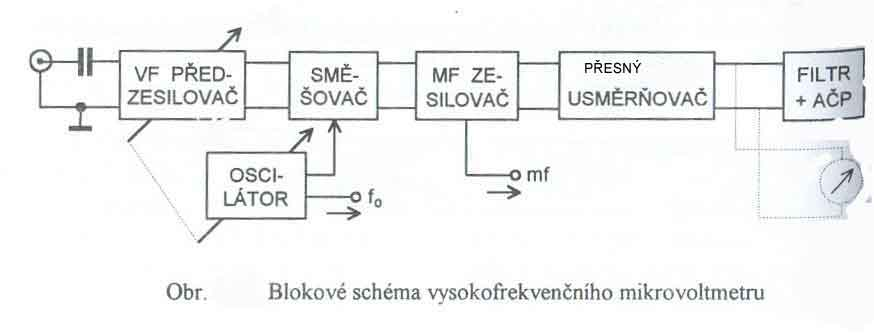 VF PŘED-
ZESILOVAČ
SMĚ-
ŠOVAČ
MF ZE-
SILOVAČ
PŘESNÝ
USMĚRŇOVAČ
FILTR
+ AČP
OSCI-
LÁTOR
fo
mf
Obr. Blokové schéma vysokofrekvenčního mikrovoltmetru